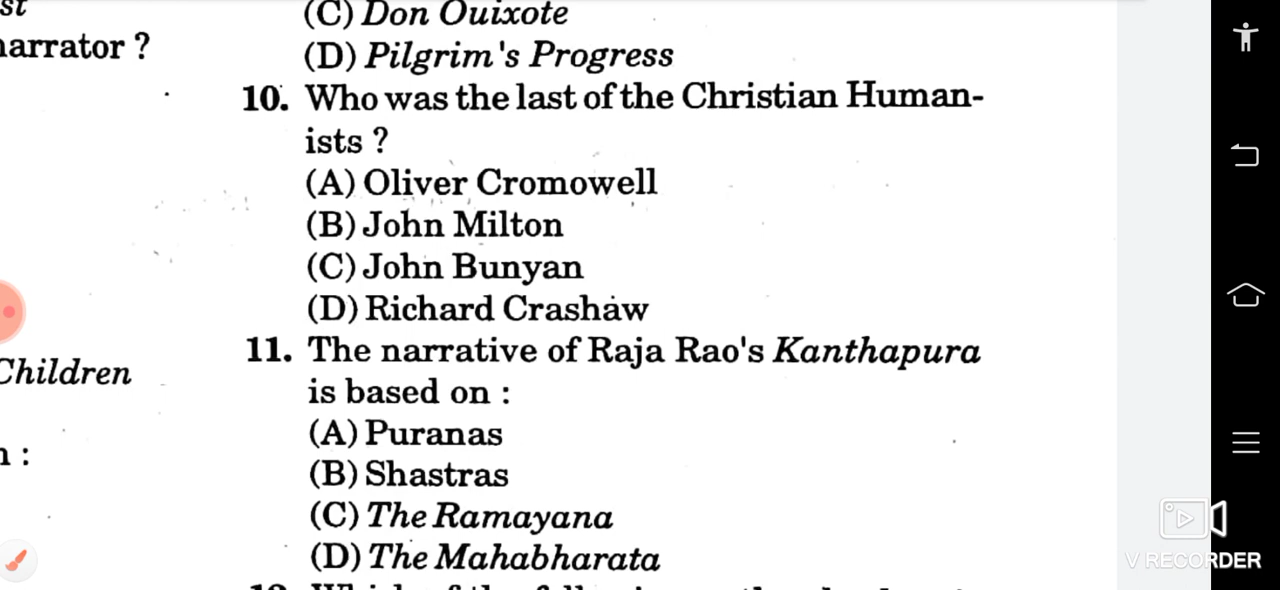 st
narrator ?
Children
:
(C) Don Ouixote
(D) Pilgrim's Progress
10. Who was the last of the Christian Human-
ists ?
(A) Oliver Cromowell
(B) John Milton
(C) John Bunyan
(D) Richard Crashaw
11. The narrative of Raja Rao's Kanthapura
is based on :
(A) Puranas
(B) Shastras
(C) The Ramayana
(D) The Mahabharata
V RECORDER